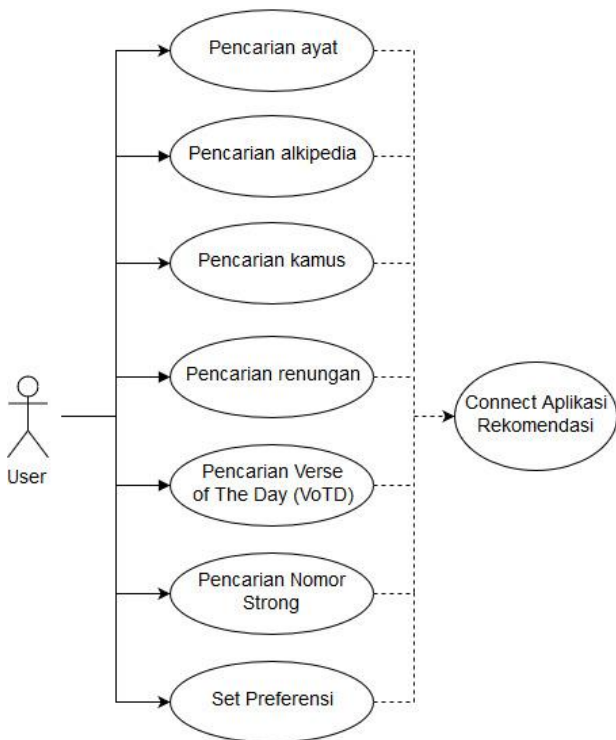 Pencarian ayat
Pencarian alkipedia
Pencarian kamus
Pencarian renungan
Connect Aplikasi
Rekomendasi
User
Pencarian Verse
of The Day (VoTD)
Pencarian Nomor
Strong
Set Preferensi